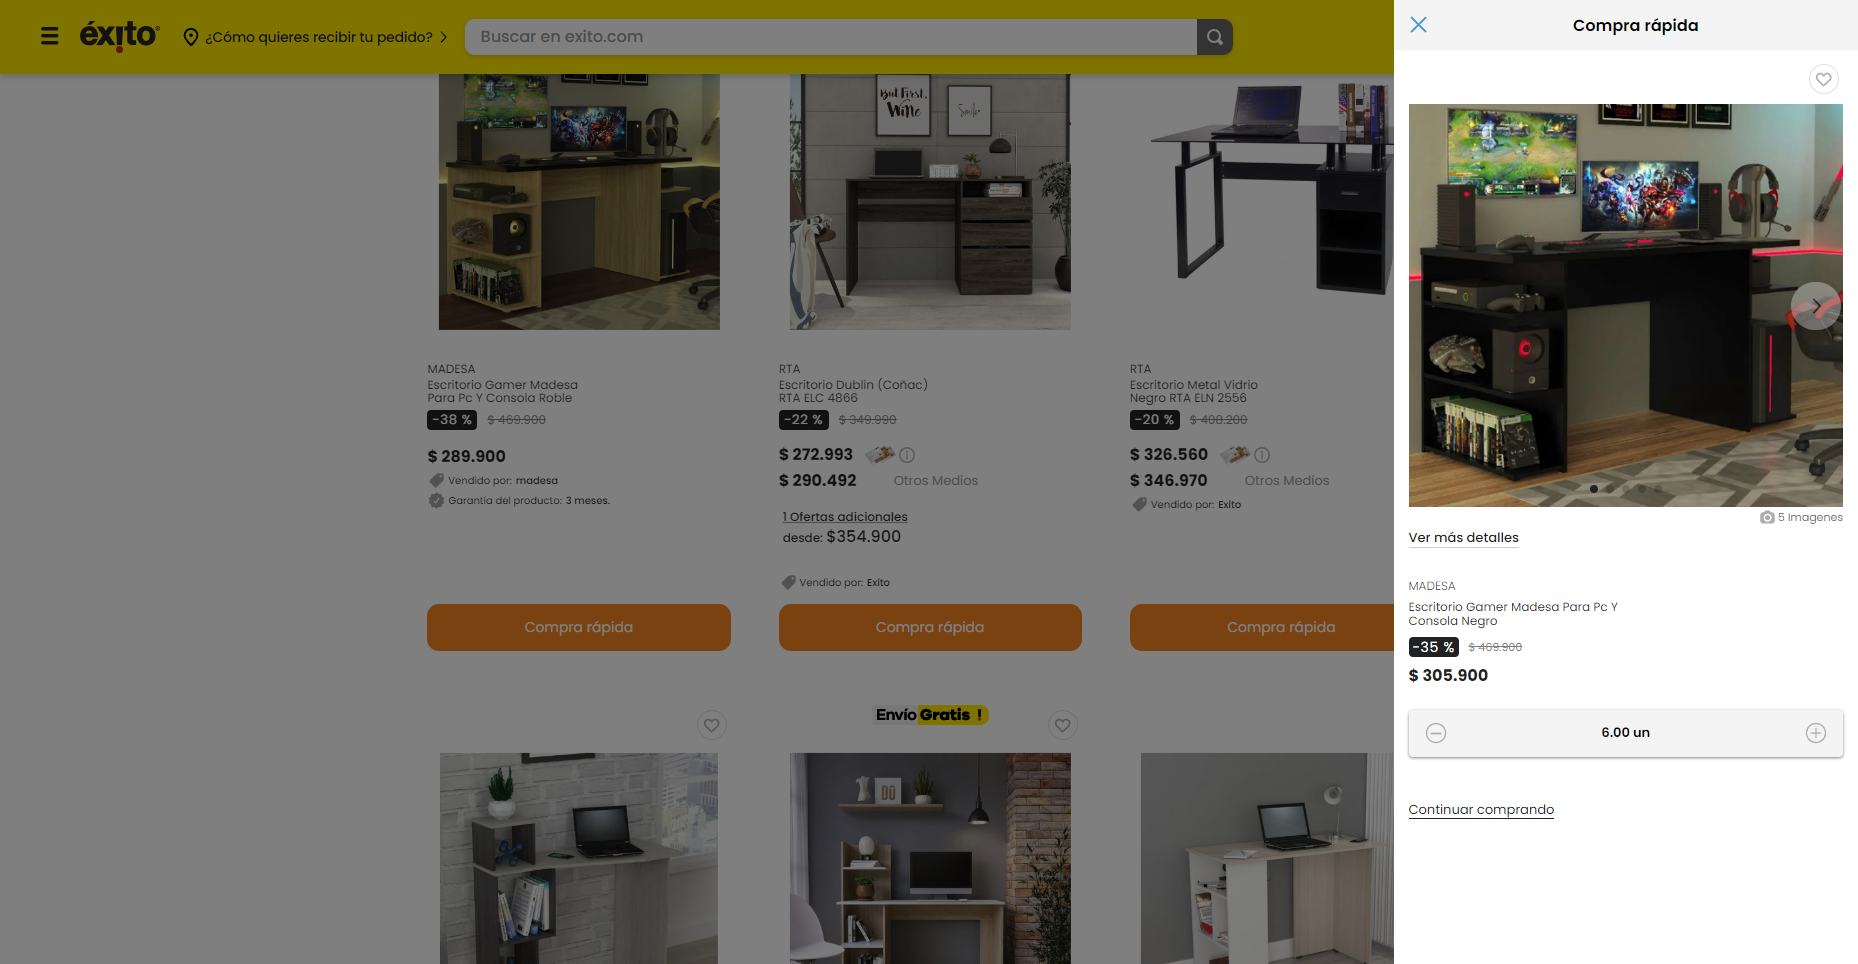 éxito
¿Cómo quieres recibir tu pedido?
Buscar en exito.com
But First,
Wine
Smile
MADESA
Escritorio Gamer Madesa
Para Pc Y Consola Roble
-38 % $ 469.900
$ 289.900
Vendido por: madesa
Garantía del producto: 3 meses.
Compra rápida
RTA
Escritorio Dublin (Coñac)
RTA ELC 4866
-22 % $ 349.990
$ 272.993
$ 290.492 Otros Medios
1 Ofertas adicionales
desde: $354.900
Vendido por: Exito
Compra rápida
RTA
Escritorio Metal Vidrio
Negro RTA ELN 2556
-20 % $ 408.200
$ 326.560
$ 346.970 Otros Medios
Vendido por: Exito
Compra rápida
Envío Gratis !
Compra rápida
5 Imagenes
Ver más detalles
MADESA
Escritorio Gamer Madesa Para Pc Y
Consola Negro
-35 % $ 469.900
$ 305.900
6.00 un
Continuar comprando